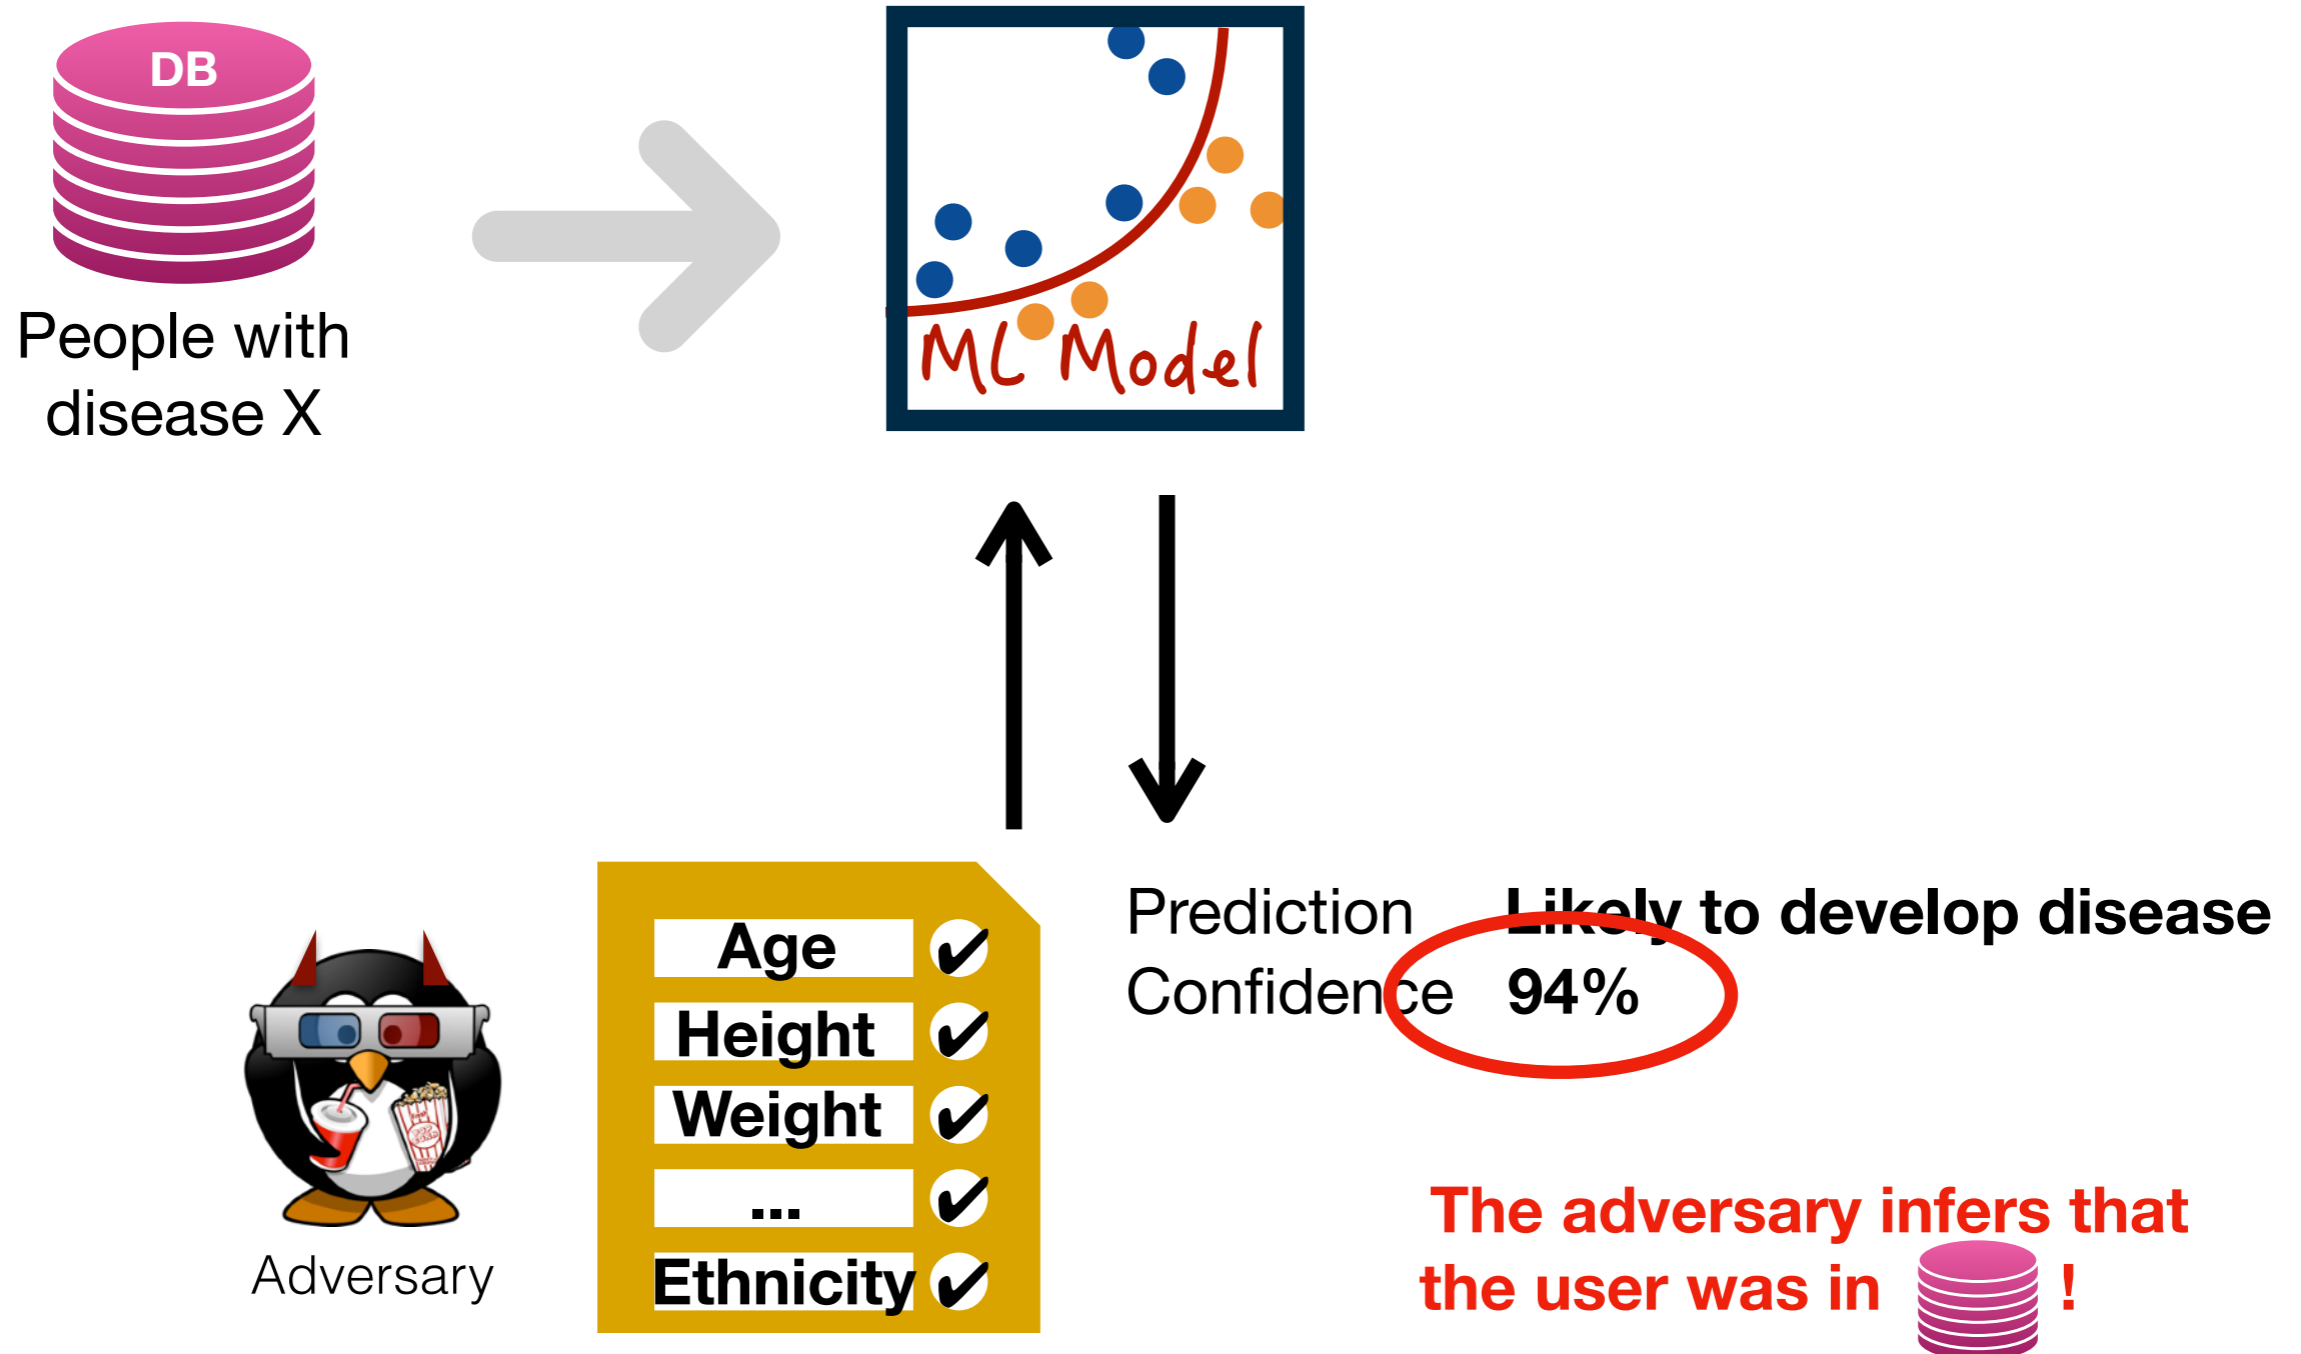 DB
People with
disease X
ML Model
Adversary
Age
Height
Weight
...
Ethnicity
Prediction Likely to develop disease
Confidence 94%
The adversary infers that
the user was in !